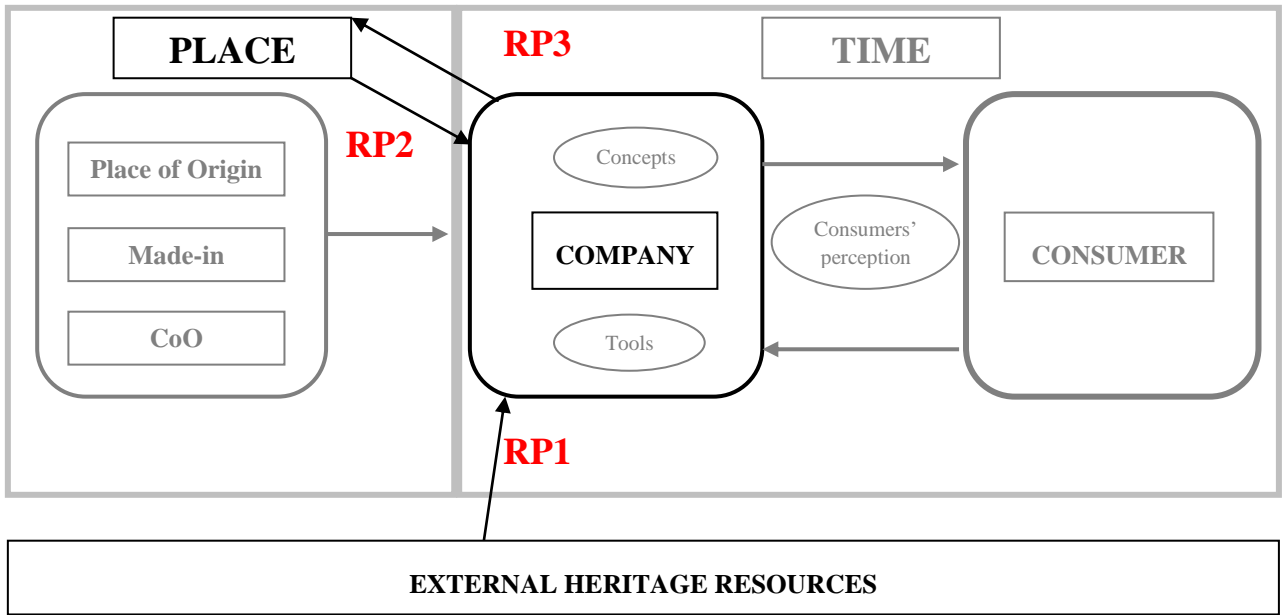 PLACE
RP3
TIME
RP2
Place of Origin
Made-in
CoO
Concepts
COMPANY
Tools
Consumers’
perception
CONSUMER
RP1
EXTERNAL HERITAGE RESOURCES